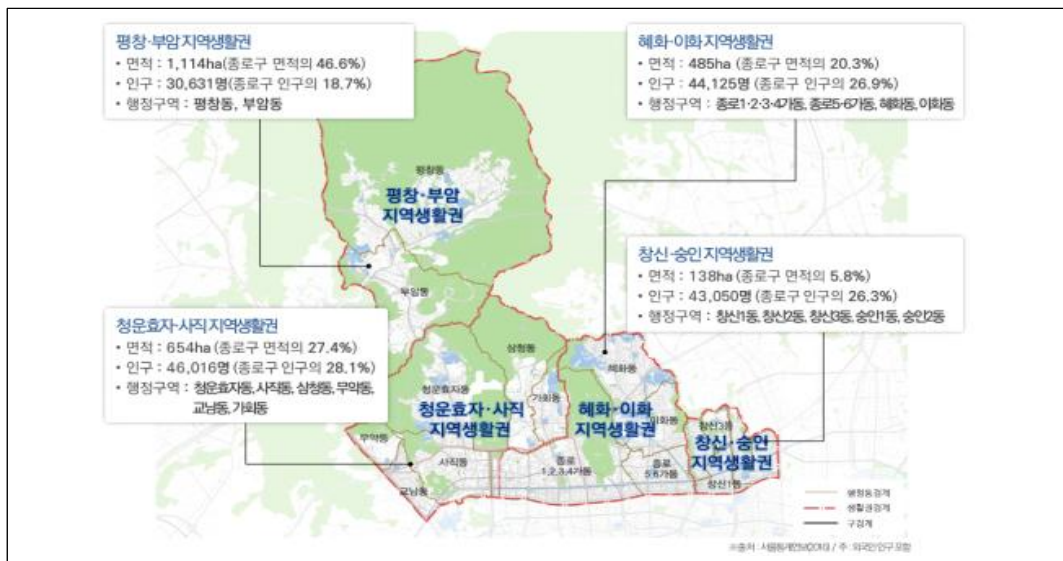 평창·부암 지역생활권
• 면적 : 1,114ha(종로구 면적의 46.6%)
• 인구 : 30,631명(종로구 인구의 18.7%)
• 행정구역 : 평창동, 부암동
혜화·이화 지역생활권
• 면적 : 485ha (종로구 면적의 20.3%)
• 인구 : 44,125명 (종로구 인구의 26.9%)
• 행정구역 : 종로1·2·3·4가동, 종로5·6가동, 혜화동, 이화동
평창동
평창·부암
지역생활권
창신·숭인 지역생활권
• 면적 : 138ha (종로구 면적의 5.8%)
• 인구 : 43,050명 (종로구 인구의 26.3%)
• 행정구역 : 창신1동, 창신2동, 창신3동, 숭인1동, 숭인2동
부암동
청운효자·사직 지역생활권
• 면적 : 654ha (종로구 면적의 27.4%)
• 인구 : 46,016명 (종로구 인구의 28.1%)
• 행정구역 : 청운효자동, 사직동, 삼청동, 무악동,
교남동, 가회동
삼청동
혜화동
청운효자동
가회동
청운효자·사직
지역생활권
혜화·이화
지역생활권
이화동
창신3동
창신·숭인
지역생활권
무악동
사직동
종로
1,2,3,4가동
종로
5,6가동
창신1동
교남동
행정동경계
생활권경계
구경계
※출처 : 서울통계연보(2016) / 주 : 외국인 인구 포함